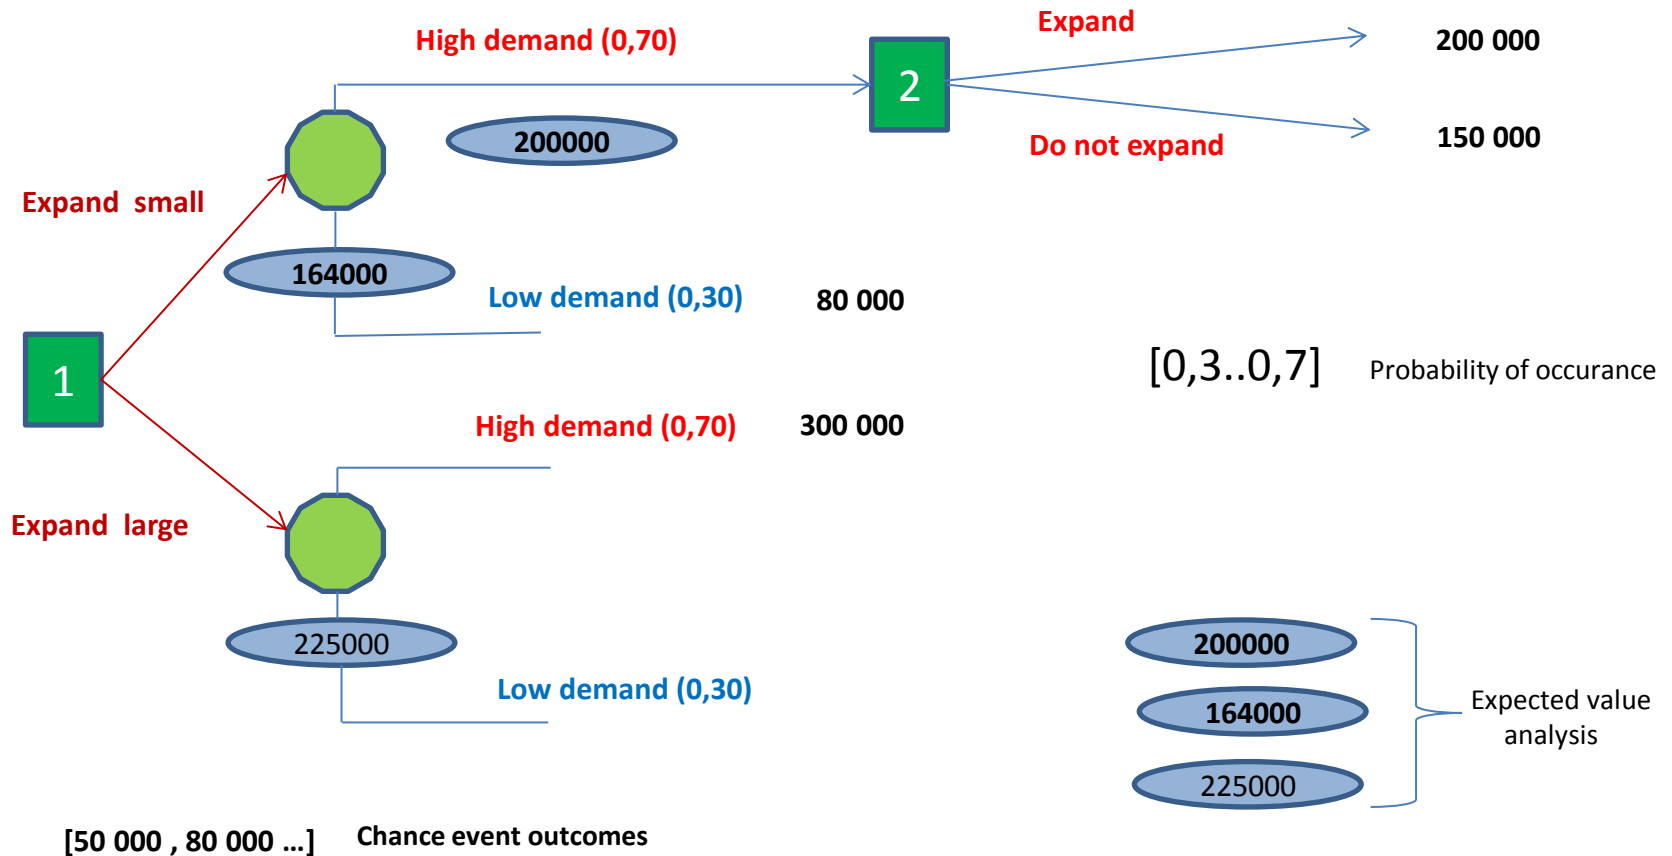 High demand (0,70)
Expand
200 000
2
200000
Do not expand
150 000
Expand  small
164000
Low demand (0,30)
80 000
1
[0,3..0,7]
Probability of occurance
High demand (0,70)
300 000
Expand  large
225000
Low demand (0,30)
200000
164000
225000
Expected value
analysis
[50 000 , 80 000 ...]
Chance event outcomes